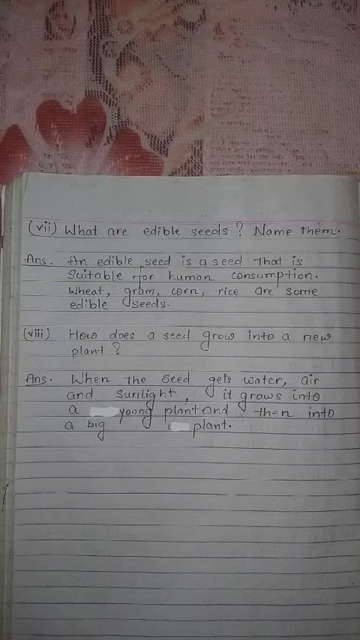 (vii) What are edible seeds? Name them.
Ans. An edible seed is a seed that is
suitable for human consumption.
Wheat, gram, corn, rice are some
edible seeds.
(viii) How does a seed grow into a new
plant?
Ans. When the seed gets water, air
and sunlight, it grows into
a young plant and then into
a big plant.